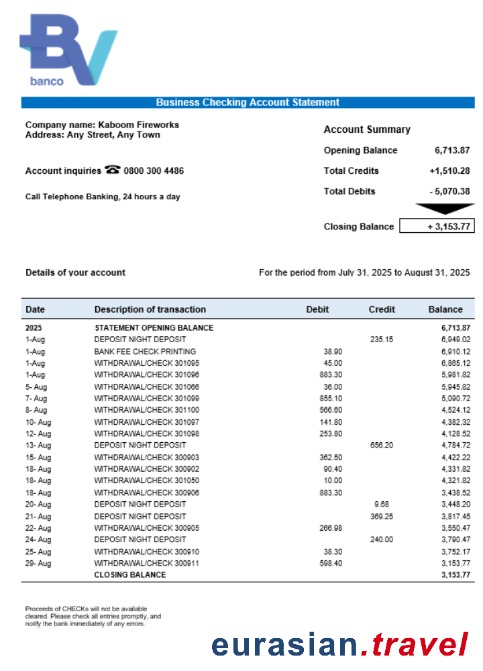 BV
banco
Business Checking Account Statement
Company name: Kaboom Fireworks
Address: Any Street, Any Town
Account inquiries ☎ 0800 300 4486
Call Telephone Banking, 24 hours a day
Account Summary
Opening Balance 6,713.87
Total Credits +1,510.28
Total Debits - 5,070.38
Closing Balance + 3,153.77
Details of your account For the period from July 31, 2025 to August 31, 2025
Date Description of transaction Debit Credit Balance
2025 STATEMENT OPENING BALANCE 6,713.87
1-Aug DEPOSIT NIGHT DEPOSIT 235.15 6,949.02
1-Aug BANK FEE CHECK PRINTING 38.90 6,910.12
1-Aug WITHDRAWAL/CHECK 301095 45.00 6,865.12
1-Aug WITHDRAWAL/CHECK 301096 883.30 5,981.82
5- Aug WITHDRAWAL/CHECK 301066 36.00 5,945.82
7- Aug WITHDRAWAL/CHECK 301099 855.10 5,090.72
8- Aug WITHDRAWAL/CHECK 301100 566.60 4,524.12
10- Aug WITHDRAWAL/CHECK 301097 141.80 4,382.32
12- Aug WITHDRAWAL/CHECK 301098 253.80 4,128.52
13- Aug DEPOSIT NIGHT DEPOSIT 656.20 4,784.72
15- Aug WITHDRAWAL/CHECK 300903 362.50 4,422.22
18- Aug WITHDRAWAL/CHECK 300902 90.40 4,331.82
18- Aug WITHDRAWAL/CHECK 301050 10.00 4,321.82
18- Aug WITHDRAWAL/CHECK 300906 883.30 3,438.52
20- Aug DEPOSIT NIGHT DEPOSIT 9.68 3,448.20
21- Aug DEPOSIT NIGHT DEPOSIT 369.25 3,817.45
22- Aug WITHDRAWAL/CHECK 300905 266.98 3,550.47
24- Aug DEPOSIT NIGHT DEPOSIT 240.00 3,790.47
25- Aug WITHDRAWAL/CHECK 300910 38.30 3,752.17
29- Aug WITHDRAWAL/CHECK 300911 598.40 3,153.77
CLOSING BALANCE 3,153.77
Proceeds of CHECKs will not be available
cleared. Please check all entries promptly, and
notify the bank immediately of any errors.
eurasian.travel